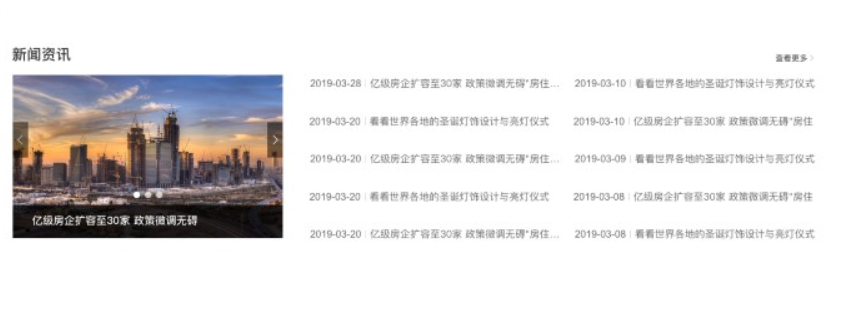 新闻资讯
查看更多
2019-03-28 亿级房企扩容至30家 政策微调无碍“房住...
2019-03-10 看看世界各地的圣诞灯饰设计与亮灯仪式
2019-03-20 看看世界各地的圣诞灯饰设计与亮灯仪式
2019-03-10 亿级房企扩容至30家 政策微调无碍“房住
2019-03-20 亿级房企扩容至30家 政策微调无碍“房住...
2019-03-09 看看世界各地的圣诞灯饰设计与亮灯仪式
2019-03-20 看看世界各地的圣诞灯饰设计与亮灯仪式
2019-03-08 亿级房企扩容至30家 政策微调无碍“房住
2019-03-20 亿级房企扩容至30家 政策微调无碍“房住...
2019-03-08 看看世界各地的圣诞灯饰设计与亮灯仪式
亿级房企扩容至30家 政策微调无碍